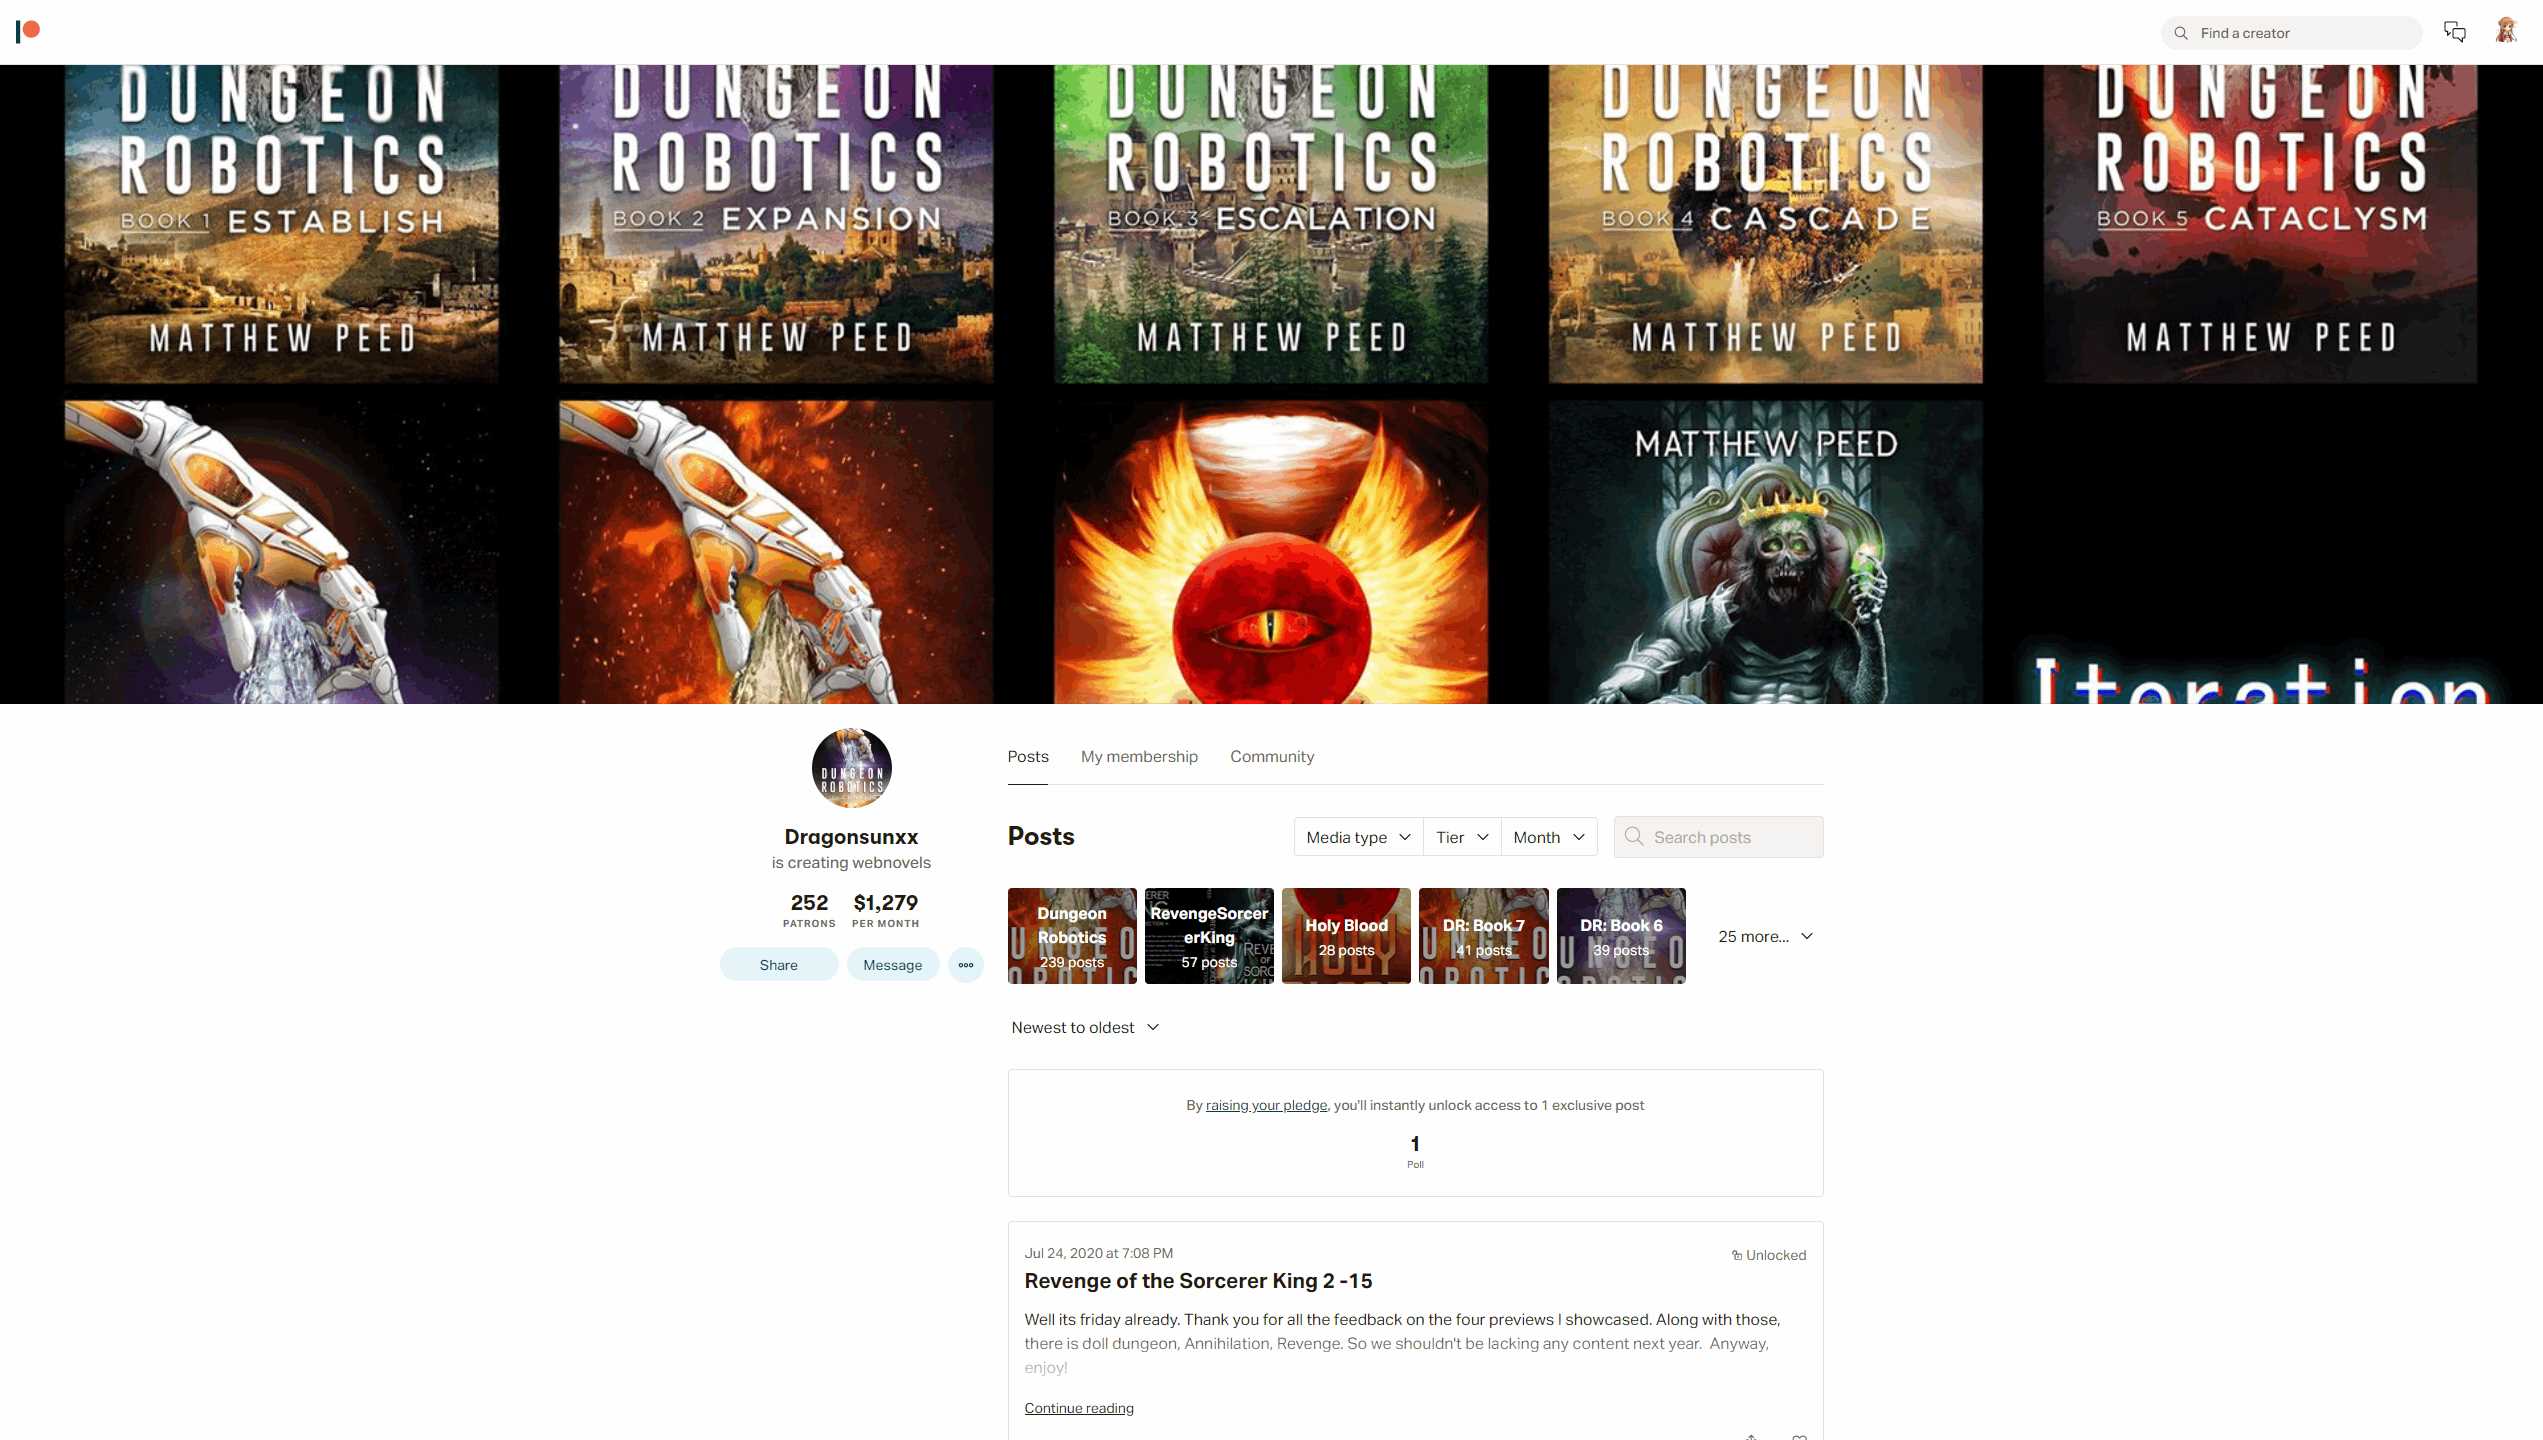 Find a creator
DUNGEON
ROBOTICS
BOOK 1 ESTABLISH
MATTHEW PEED
DUNGEON
ROBOTICS
BOOK 2 EXPANSION
MATTHEW PEED
DUNGEON
ROBOTICS
BOOK 3 ESCALATION
MATTHEW PEED
DUNGEON
ROBOTICS
BOOK 4 CASCADE
MATTHEW PEED
DUNGEON
ROBOTICS
BOOK 5 CATACLYSM
MATTHEW PEED
MATTHEW PEED
Iteration
DUNGEON
ROBOTICS
Dragonsunxx
is creating webnovels
252
PATRONS
$1,279
PER MONTH
Share
Message
Posts
My membership
Community
Posts
Media type
Tier
Month
Search posts
Dungeon
Robotics
239 posts
RevengeSorcer
erKing
57 posts
Holy Blood
28 posts
DR: Book 7
41 posts
DR: Book 6
39 posts
25 more...
Newest to oldest
By raising your pledge, you'll instantly unlock access to 1 exclusive post
1
Poll
Jul 24, 2020 at 7:08 PM
Unlocked
Revenge of the Sorcerer King 2 -15
Well its friday already. Thank you for all the feedback on the four previews I showcased. Along with those,
there is doll dungeon, Annihilation, Revenge. So we shouldn't be lacking any content next year.  Anyway,
enjoy!
Continue reading